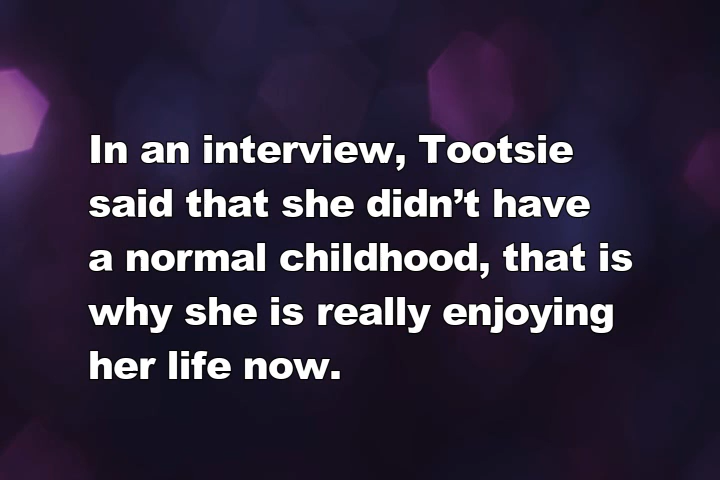 In an interview, Tootsie
said that she didn’t have
a normal childhood, that is
why she is really enjoying
her life now.